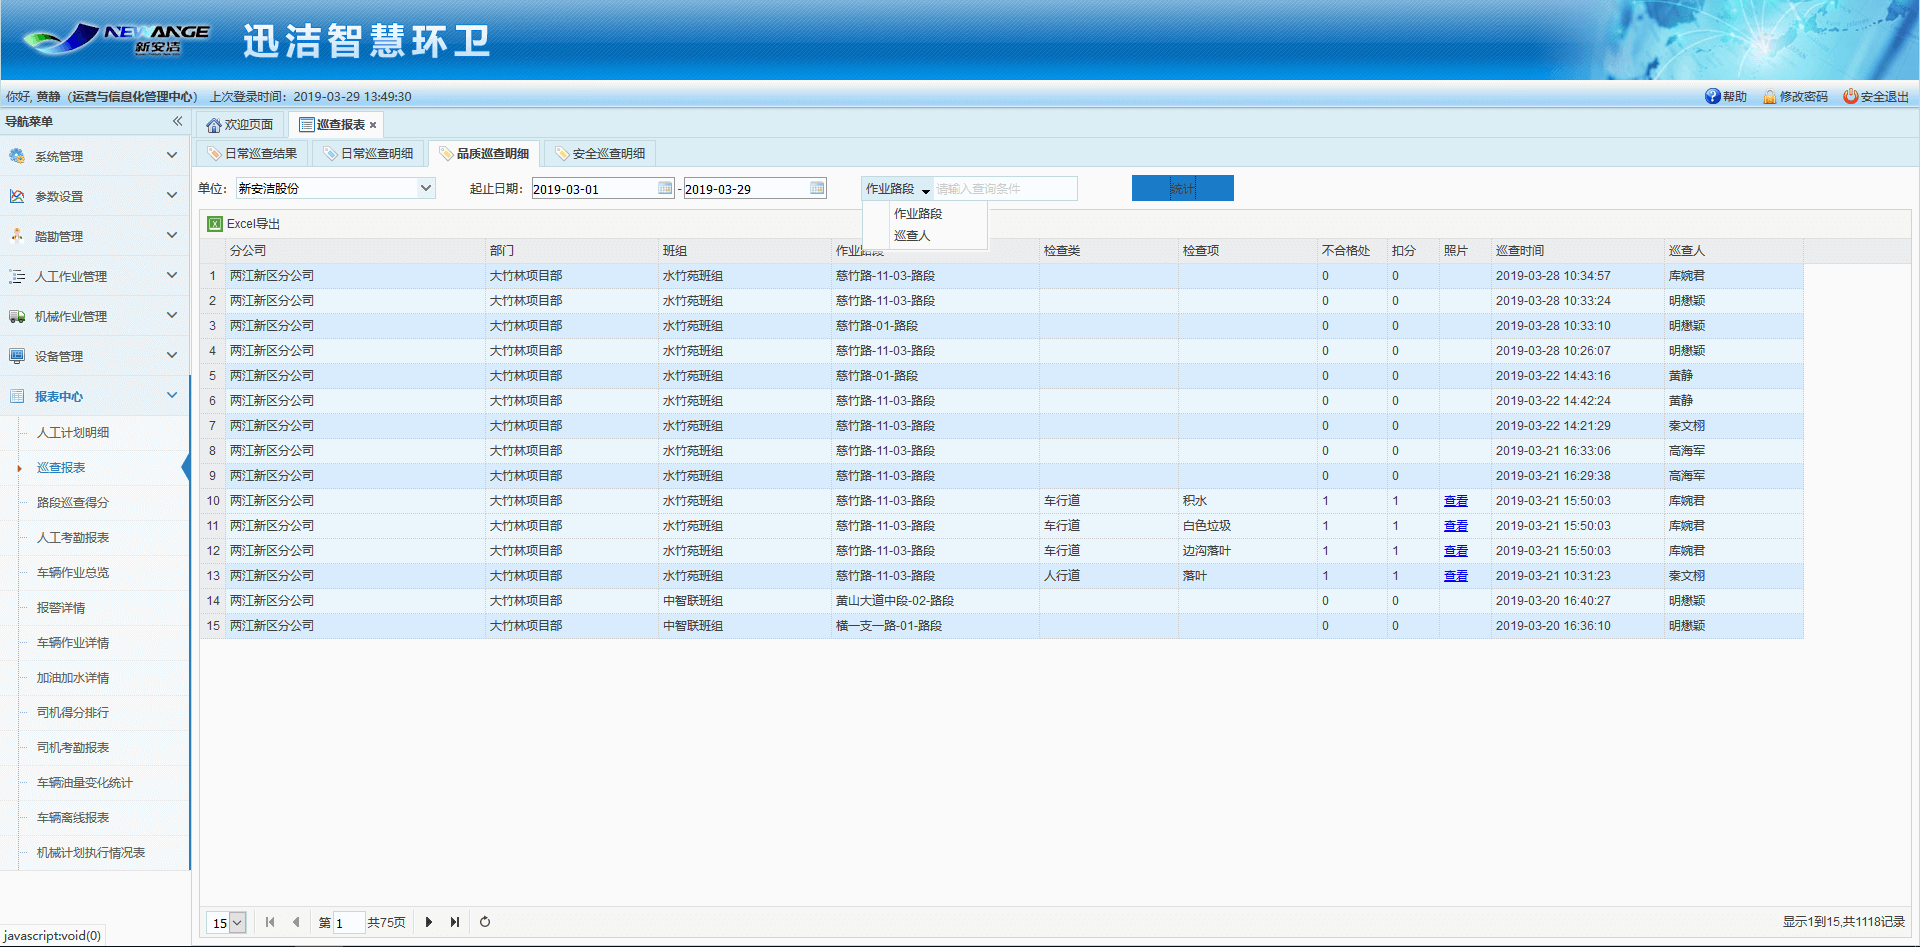 NEWANGE
新安洁
迅洁智慧环卫
你好, 黄静（运营与信息化管理中心） 上次登录时间：2019-03-29 13:49:30 帮助 修改密码 安全退出
导航菜单
系统管理
参数设置
踏勘管理
人工作业管理
机械作业管理
设备管理
报表中心
人工计划明细
巡查报表
路段巡查得分
人工考勤报表
车辆作业总览
报警详情
车辆作业详情
加油加水详情
司机得分排行
司机考勤报表
车辆油量变化统计
车辆离线报表
机械计划执行情况表
欢迎页面 巡查报表
日常巡查结果 日常巡查明细 品质巡查明细 安全巡查明细
单位： 新安洁股份 起止日期： 2019-03-01 - 2019-03-29 作业路段 请输入查询条件 统计
作业路段
巡查人
Excel导出
分公司 部门 班组 作业路段 检查类 检查项 不合格处 扣分 照片 巡查时间 巡查人
1 两江新区分公司 大竹林项目部 水竹苑班组 慈竹路-11-03-路段 0 0 2019-03-28 10:34:57 库婉君
2 两江新区分公司 大竹林项目部 水竹苑班组 慈竹路-11-03-路段 0 0 2019-03-28 10:33:24 明懋颖
3 两江新区分公司 大竹林项目部 水竹苑班组 慈竹路-01-路段 0 0 2019-03-28 10:33:10 明懋颖
4 两江新区分公司 大竹林项目部 水竹苑班组 慈竹路-11-03-路段 0 0 2019-03-28 10:26:07 明懋颖
5 两江新区分公司 大竹林项目部 水竹苑班组 慈竹路-01-路段 0 0 2019-03-22 14:43:16 黄静
6 两江新区分公司 大竹林项目部 水竹苑班组 慈竹路-11-03-路段 0 0 2019-03-22 14:42:24 黄静
7 两江新区分公司 大竹林项目部 水竹苑班组 慈竹路-11-03-路段 0 0 2019-03-22 14:21:29 秦文栩
8 两江新区分公司 大竹林项目部 水竹苑班组 慈竹路-11-03-路段 0 0 2019-03-21 16:33:06 高海军
9 两江新区分公司 大竹林项目部 水竹苑班组 慈竹路-11-03-路段 0 0 2019-03-21 16:29:38 高海军
10 两江新区分公司 大竹林项目部 水竹苑班组 慈竹路-11-03-路段 车行道 积水 1 1 查看 2019-03-21 15:50:03 库婉君
11 两江新区分公司 大竹林项目部 水竹苑班组 慈竹路-11-03-路段 车行道 白色垃圾 1 1 查看 2019-03-21 15:50:03 库婉君
12 两江新区分公司 大竹林项目部 水竹苑班组 慈竹路-11-03-路段 车行道 边沟落叶 1 1 查看 2019-03-21 15:50:03 库婉君
13 两江新区分公司 大竹林项目部 水竹苑班组 慈竹路-11-03-路段 人行道 落叶 1 1 查看 2019-03-21 10:31:23 秦文栩
14 两江新区分公司 大竹林项目部 中智联班组 黄山大道中段-02-路段 0 0 2019-03-20 16:40:27 明懋颖
15 两江新区分公司 大竹林项目部 中智联班组 横一支一路-01-路段 0 0 2019-03-20 16:36:10 明懋颖
15 第 1 共75页 显示1到15,共1118记录
javascript:void(0)